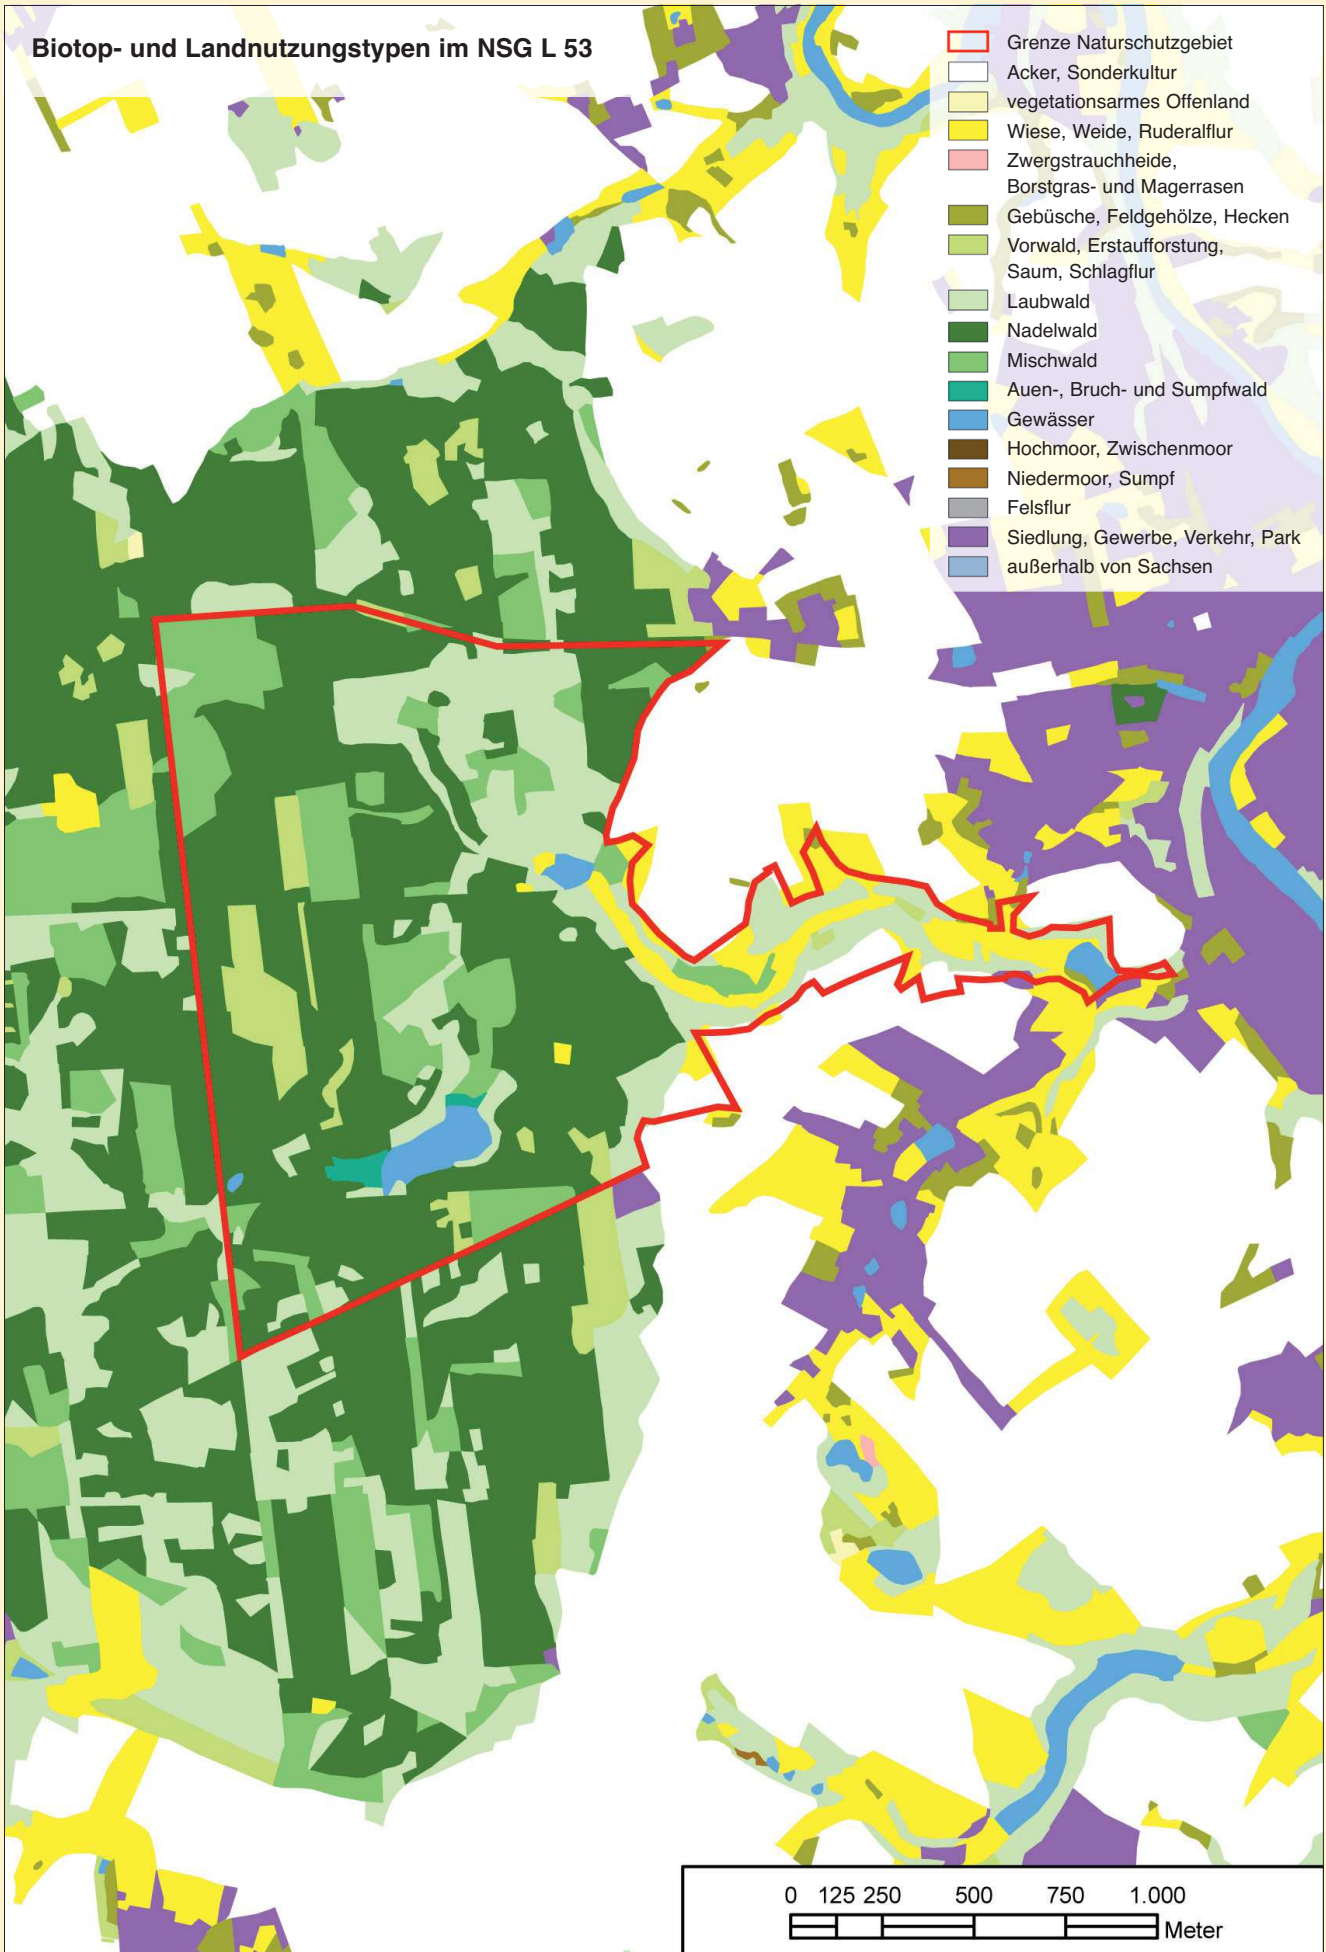 Biotop- und Landnutzungstypen im NSG L 53
Grenze Naturschutzgebiet
Acker, Sonderkultur
vegetationsarmes Offenland
Wiese, Weide, Ruderalflur
Zwergstrauchheide,
Borstgras- und Magerrasen
Gebüsche, Feldgehölze, Hecken
Vorwald, Erstaufforstung,
Saum, Schlagflur
Laubwald
Nadelwald
Mischwald
Auen-, Bruch- und Sumpfwald
Gewässer
Hochmoor, Zwischenmoor
Niedermoor, Sumpf
Felsflur
Siedlung, Gewerbe, Verkehr, Park
außerhalb von Sachsen
0 125 250 500 750 1.000
Meter